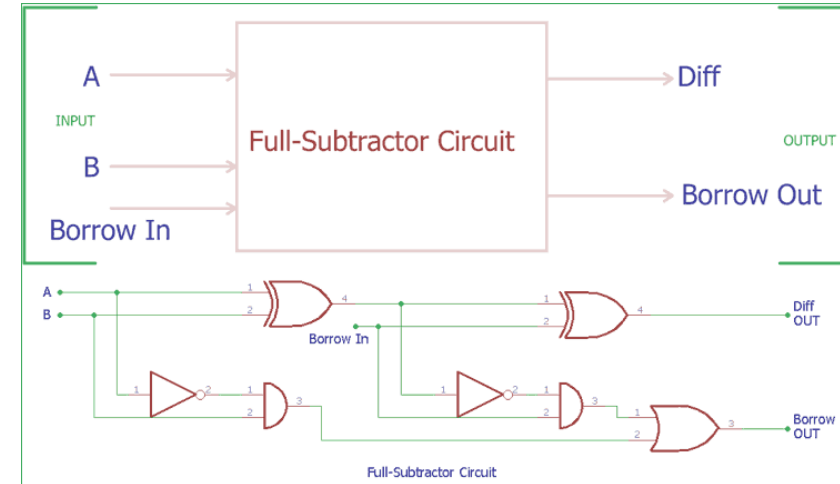 A
Diff
INPUT
Full-Subtractor Circuit
OUTPUT
B
Borrow Out
Borrow In
A
1
4
1
4
Diff
OUT
B
2
Borrow In
2
1
2
1
3
2
1
2
1
3
2
1
2
3
Borrow
OUT
Full-Subtractor Circuit